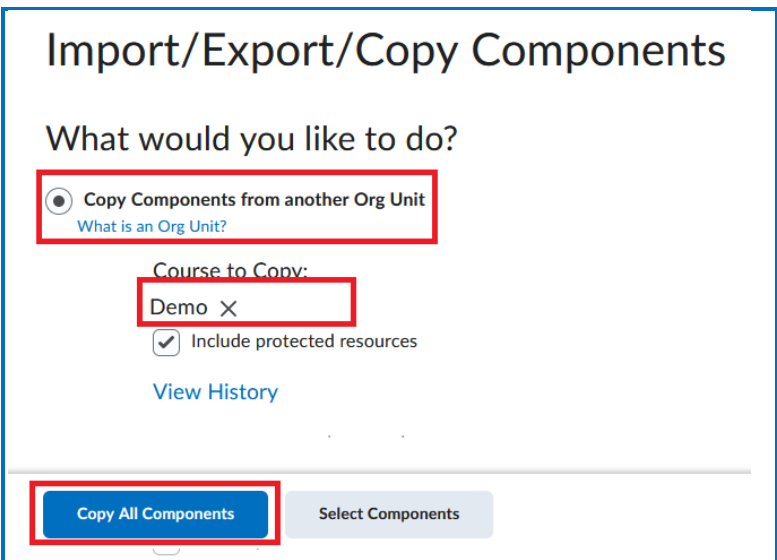 Import/Export/Copy Components
What would you like to do?
Copy Components from another Org Unit
What is an Org Unit?
Course to Copy:
Demo
Include protected resources
View History
Copy All Components
Select Components